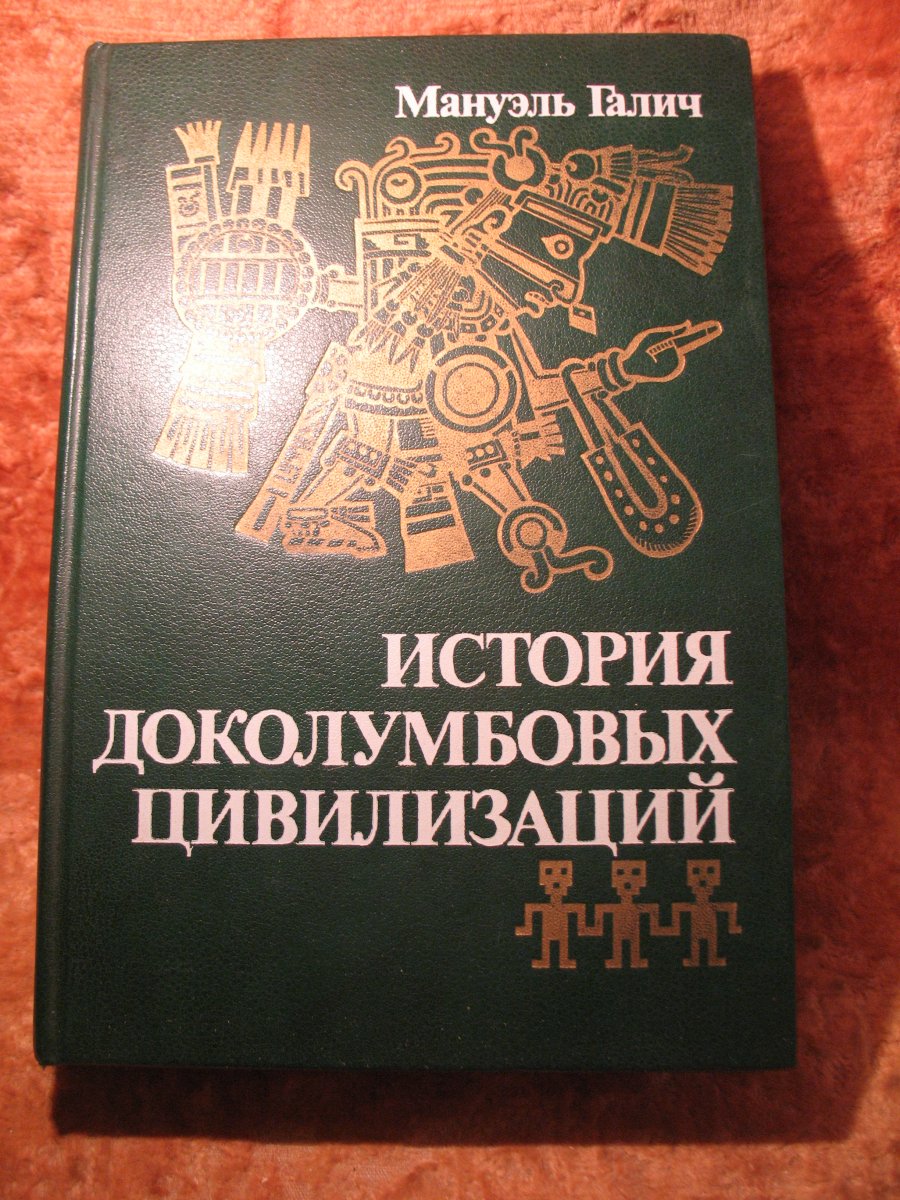 Мануэль Галич
ИСТОРИЯ
ДОКОЛУМБОВЫХ
ЦИВИЛИЗАЦИЙ